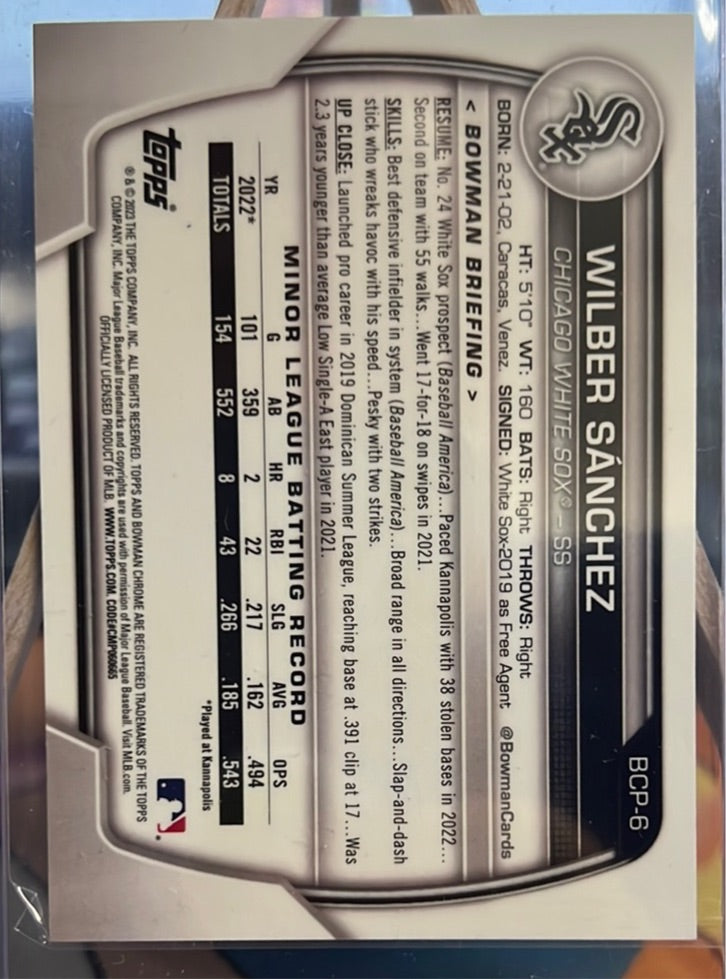 BCP-6
WILBER SÁNCHEZ
CHICAGO WHITE SOX® – SS
Sox
HT: 5'10" WT: 160 BATS: Right THROWS: Right
BORN: 2-21-02, Caracas, Venez. SIGNED: White Sox-2019 as Free Agent @BowmanCards
< BOWMAN BRIEFING >
RESUME: No. 24 White Sox prospect (Baseball America)...Paced Kannapolis with 38 stolen bases in 2022...
Second on team with 55 walks...Went 17-for-18 on swipes in 2021.
SKILLS: Best defensive infielder in system (Baseball America)...Broad range in all directions...Slap-and-dash
stick who wreaks havoc with his speed...Pesky with two strikes.
UP CLOSE: Launched pro career in 2019 Dominican Summer League, reaching base at .391 clip at 17...Was
2.3 years younger than average Low Single-A East player in 2021.
MINOR LEAGUE BATTING RECORD
YR G AB HR RBI SLG AVG OPS
2022* 101 359 2 22 .217 .162 .494
TOTALS 154 552 8 43 .266 .185 .543
*Played at Kannapolis
topps®
® & © 2023 THE TOPPS COMPANY, INC. ALL RIGHTS RESERVED. TOPPS AND BOWMAN CHROME ARE REGISTERED TRADEMARKS OF THE TOPPS
COMPANY, INC. Major League Baseball trademarks and copyrights are used with permission of Major League Baseball. Visit MLB.com.
OFFICIALLY LICENSED PRODUCT OF MLB. WWW.TOPPS.COM. CODE#CMP060665